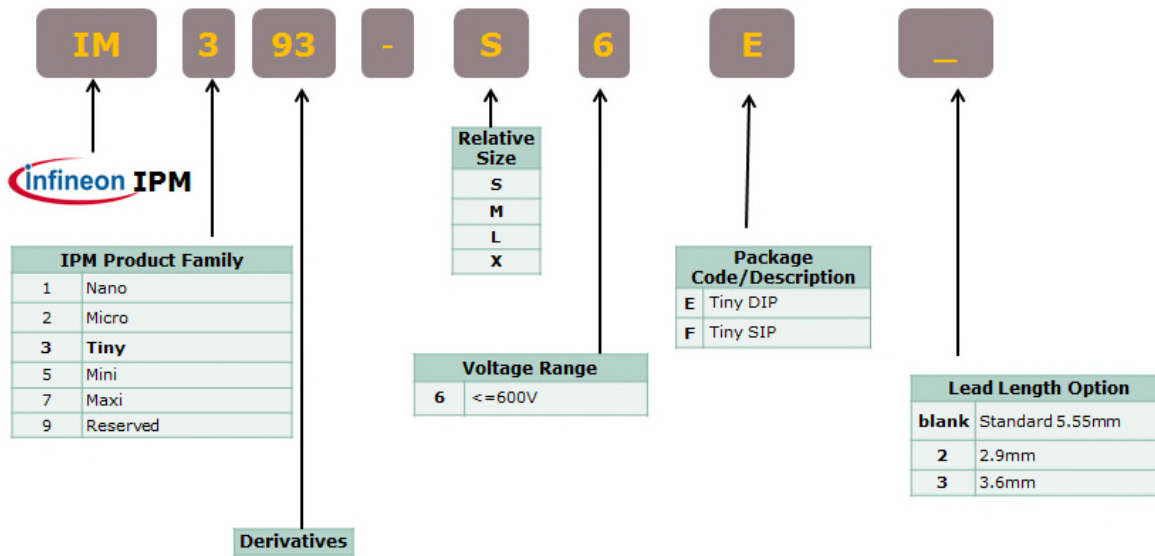 IM 3 93 - S 6 E _
infineon IPM
Relative
Size
S
M
L
X
IPM Product Family
1 Nano
2 Micro
3 Tiny
5 Mini
7 Maxi
9 Reserved
Package
Code/Description
E Tiny DIP
F Tiny SIP
Voltage Range
6 <=600V
Lead Length Option
blank Standard 5.55mm
2 2.9mm
3 3.6mm
Derivatives